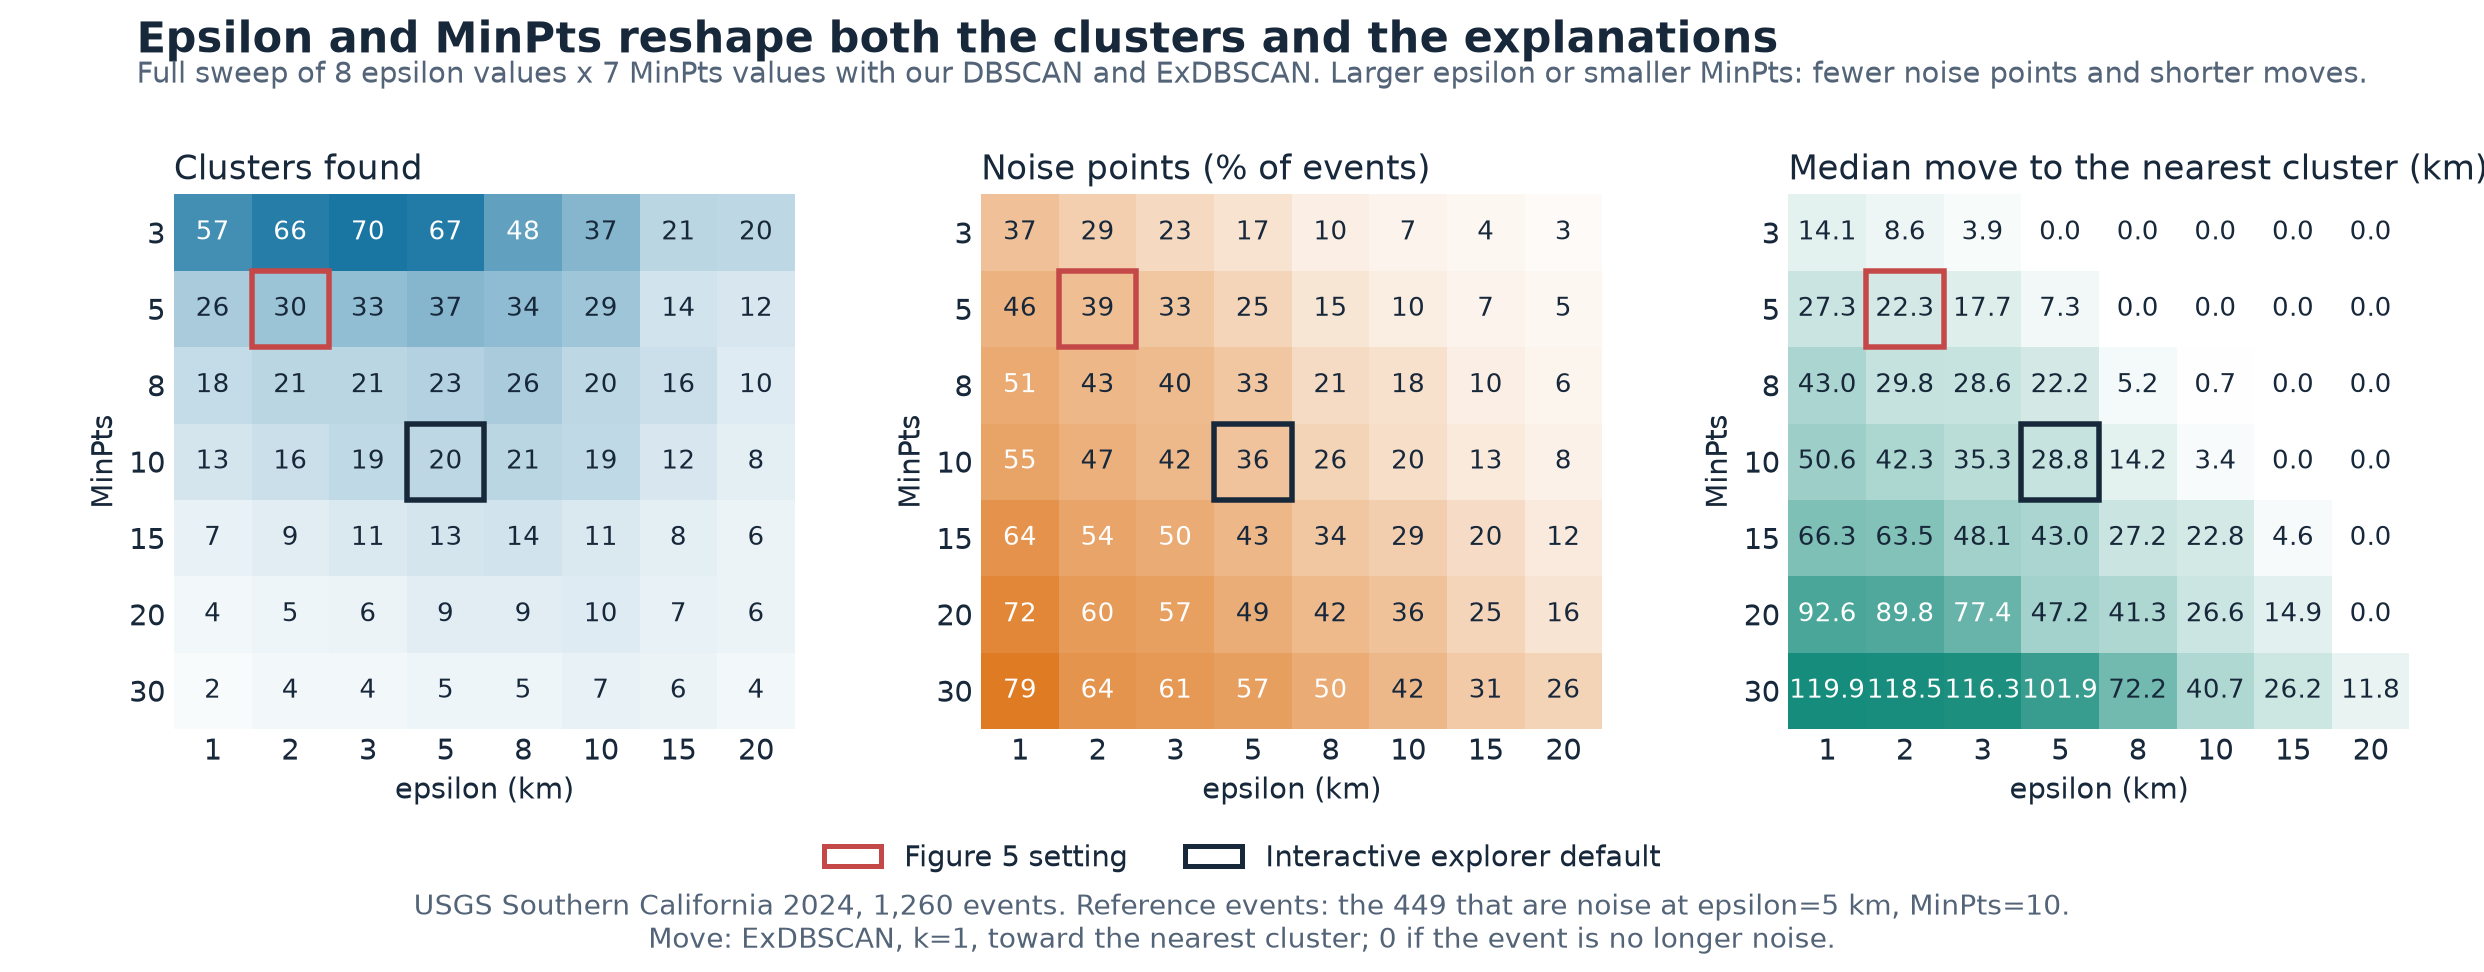 Epsilon and MinPts reshape both the clusters and the explanations
Full sweep of 8 epsilon values x 7 MinPts values with our DBSCAN and ExDBSCAN. Larger epsilon or smaller MinPts: fewer noise points and shorter moves.
Clusters found
3 57 66 70 67 48 37 21 20
5 26 30 33 37 34 29 14 12
8 18 21 21 23 26 20 16 10
10 13 16 19 20 21 19 12 8
15 7 9 11 13 14 11 8 6
20 4 5 6 9 9 10 7 6
30 2 4 4 5 5 7 6 4
1 2 3 5 8 10 15 20
MinPts
epsilon (km)
Noise points (% of events)
3 37 29 23 17 10 7 4 3
5 46 39 33 25 15 10 7 5
8 51 43 40 33 21 18 10 6
10 55 47 42 36 26 20 13 8
15 64 54 50 43 34 29 20 12
20 72 60 57 49 42 36 25 16
30 79 64 61 57 50 42 31 26
1 2 3 5 8 10 15 20
MinPts
epsilon (km)
Median move to the nearest cluster (km)
3 14.1 8.6 3.9 0.0 0.0 0.0 0.0 0.0
5 27.3 22.3 17.7 7.3 0.0 0.0 0.0 0.0
8 43.0 29.8 28.6 22.2 5.2 0.7 0.0 0.0
10 50.6 42.3 35.3 28.8 14.2 3.4 0.0 0.0
15 66.3 63.5 48.1 43.0 27.2 22.8 4.6 0.0
20 92.6 89.8 77.4 47.2 41.3 26.6 14.9 0.0
30 119.9 118.5 116.3 101.9 72.2 40.7 26.2 11.8
1 2 3 5 8 10 15 20
MinPts
epsilon (km)
Figure 5 setting
Interactive explorer default
USGS Southern California 2024, 1,260 events. Reference events: the 449 that are noise at epsilon=5 km, MinPts=10.
Move: ExDBSCAN, k=1, toward the nearest cluster; 0 if the event is no longer noise.